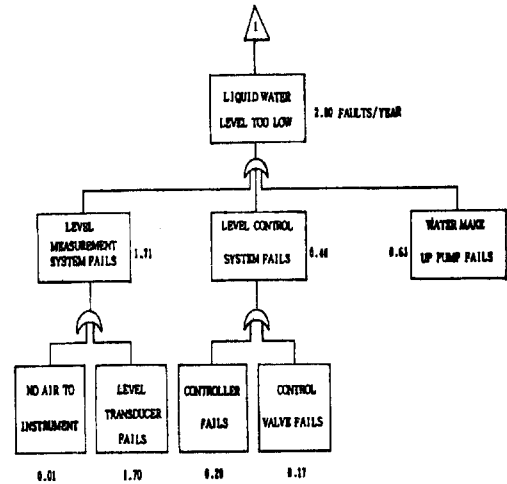 1
LIQUID WATER
LEVEL TOO LOW
2.80 FAULTS/YEAR
LEVEL
MEASUREMENT
SYSTEM FAILS
1.71
LEVEL CONTROL
SYSTEM FAILS
0.46
WATER MAKE
UP PUMP FAILS
0.63
NO AIR TO
INSTRUMENT
0.01
LEVEL
TRANSDUCER
FAILS
1.70
CONTROLLER
FAILS
0.29
CONTROL
VALVE FAILS
0.17